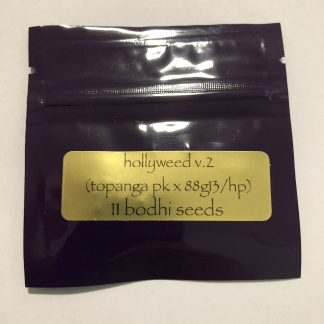 hollyweed v.2
(topanga pk x 88g13/hp)
11 bodhi seeds